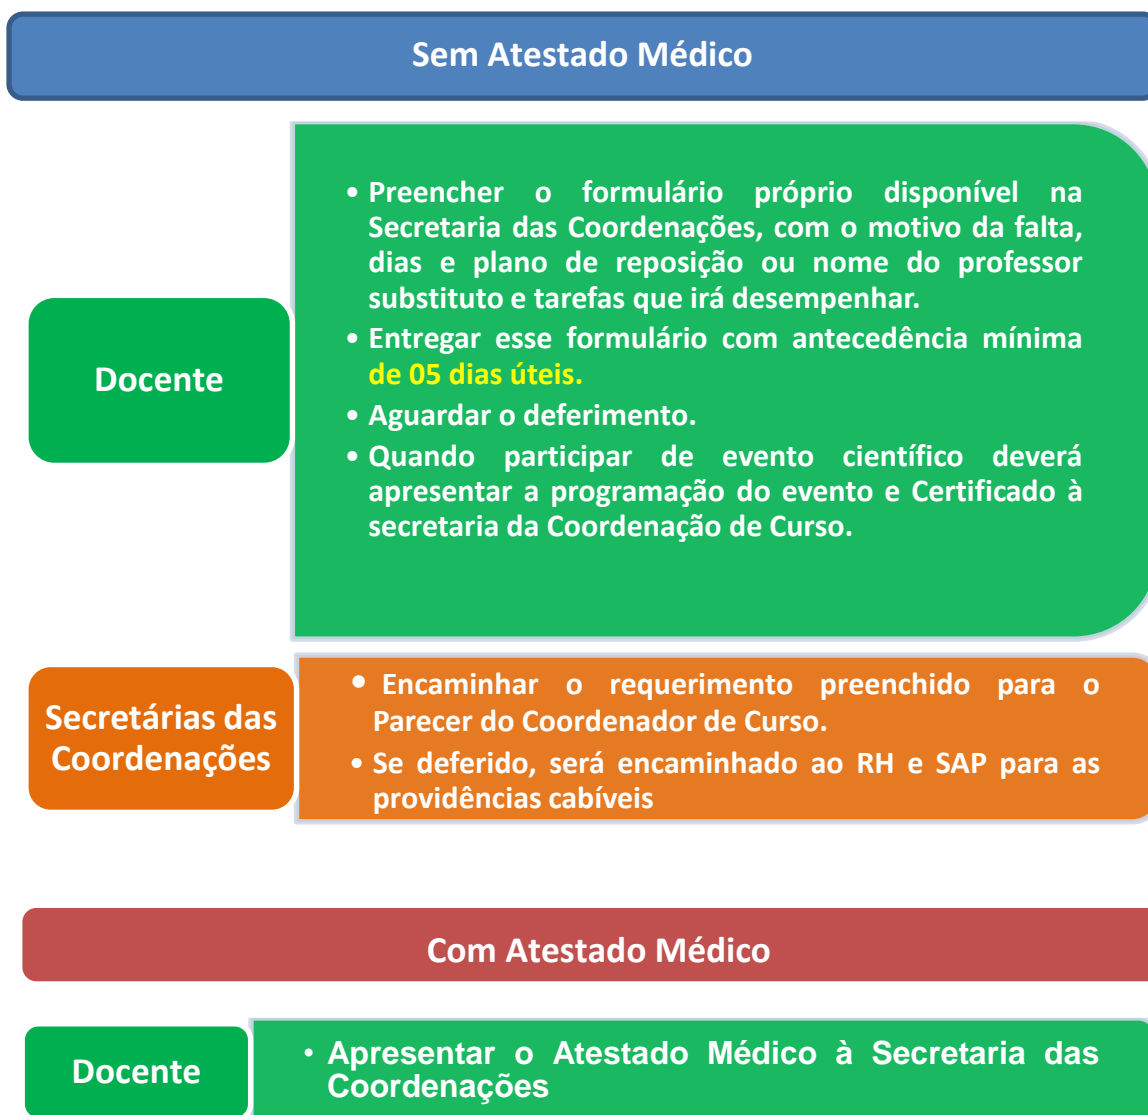 Sem Atestado Médico
Docente
• Preencher o formulário próprio disponível na
Secretaria das Coordenações, com o motivo da falta,
dias e plano de reposição ou nome do professor
substituto e tarefas que irá desempenhar.
• Entregar esse formulário com antecedência mínima
de 05 dias úteis.
• Aguardar o deferimento.
• Quando participar de evento científico deverá
apresentar a programação do evento e Certificado à
secretaria da Coordenação de Curso.
Secretárias das
Coordenações
• Encaminhar o requerimento preenchido para o
Parecer do Coordenador de Curso.
• Se deferido, será encaminhado ao RH e SAP para as
providências cabíveis
Com Atestado Médico
Docente
• Apresentar o Atestado Médico à Secretaria das
Coordenações